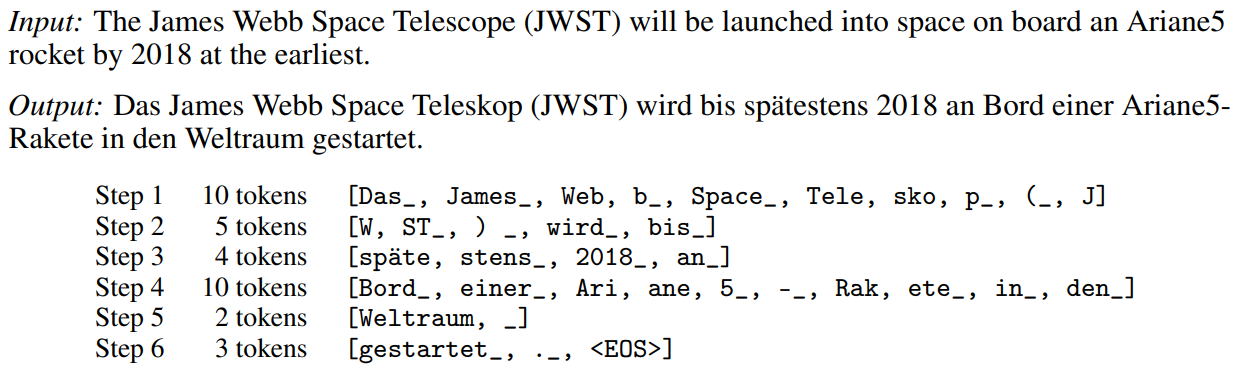 Input: The James Webb Space Telescope (JWST) will be launched into space on board an Ariane5
rocket by 2018 at the earliest.
Output: Das James Webb Space Teleskop (JWST) wird bis spätestens 2018 an Bord einer Ariane5-
Rakete in den Weltraum gestartet.
Step 1 10 tokens [Das_, James_, Web, b_, Space_, Tele, sko, p_, (_, J]
Step 2 5 tokens [W, ST_, ) _, wird_, bis_]
Step 3 4 tokens [späte, stens_, 2018_, an_]
Step 4 10 tokens [Bord_, einer_, Ari, ane, 5_, -_, Rak, ete_, in_, den_]
Step 5 2 tokens [Weltraum, _]
Step 6 3 tokens [gestartet_, ._, <EOS>]